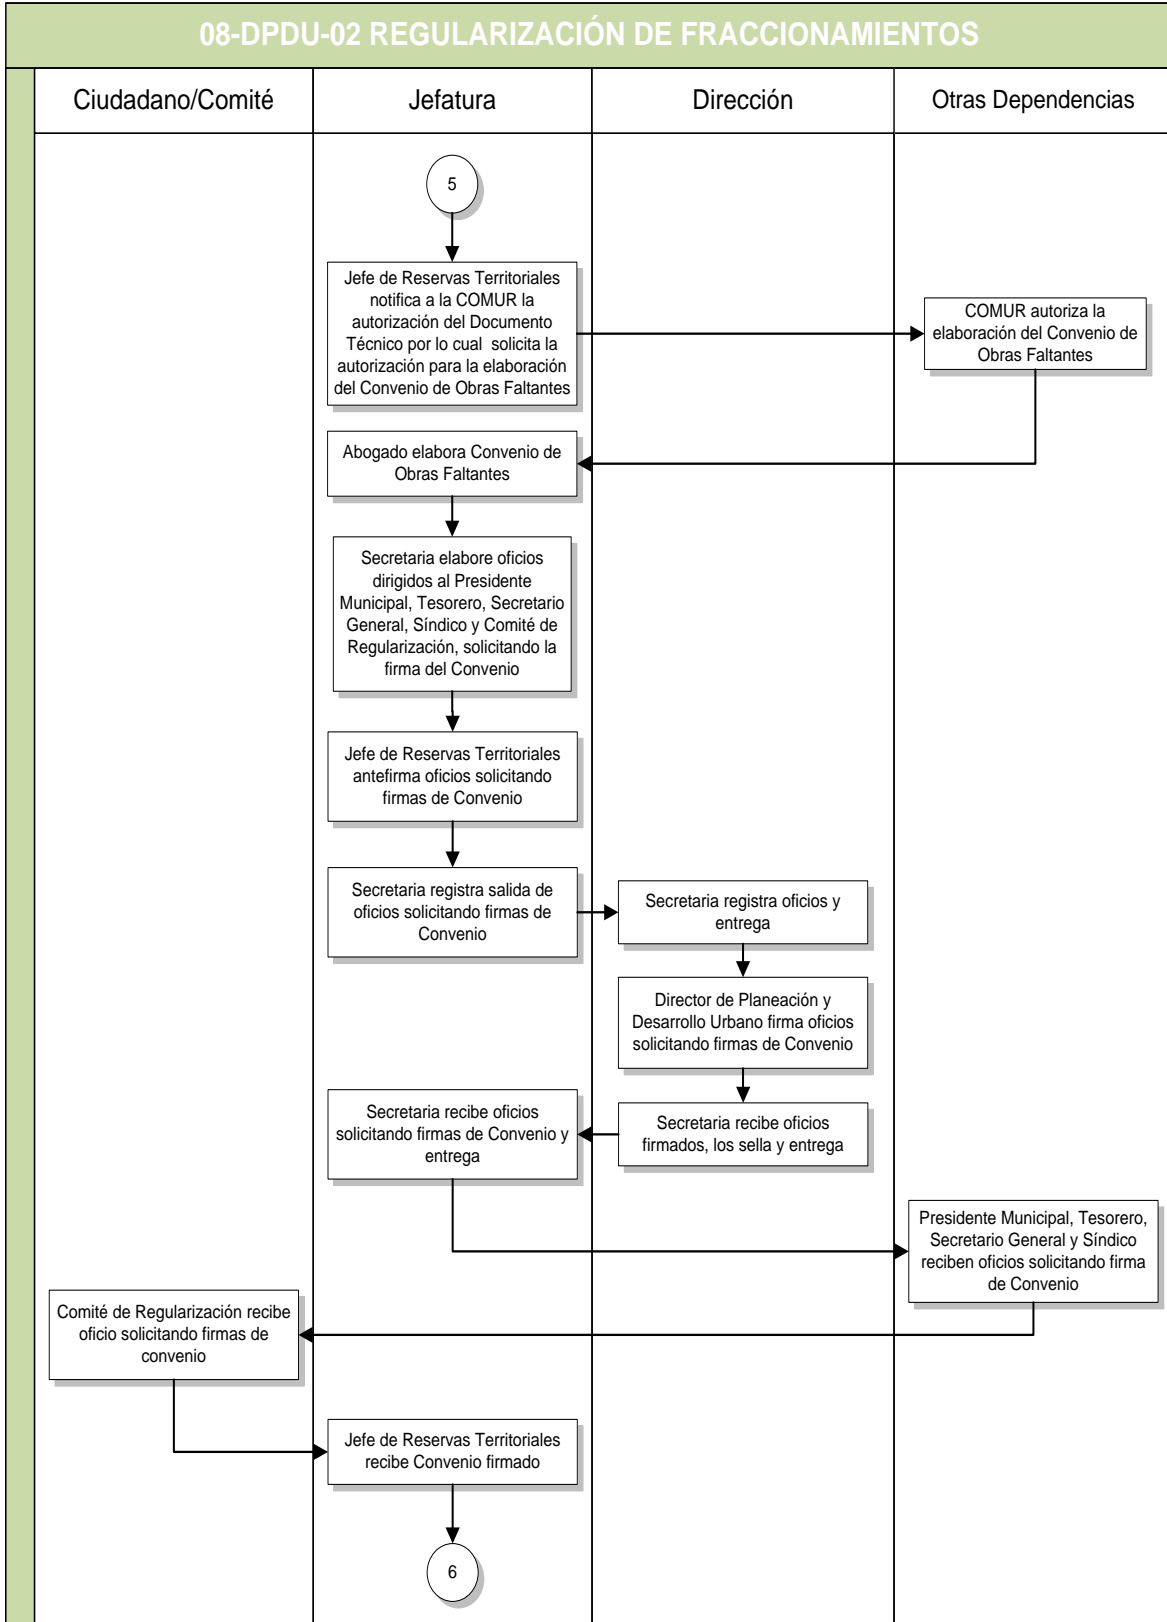 08-DPDU-02 REGULARIZACIÓN DE FRACCIONAMIENTOS
Ciudadano/Comité
Jefatura
Dirección
Otras Dependencias
5
Jefe de Reservas Territoriales
notifica a la COMUR la
autorización del Documento
Técnico por lo cual solicita la
autorización para la elaboración
del Convenio de Obras Faltantes
COMUR autoriza la
elaboración del Convenio de
Obras Faltantes
Abogado elabora Convenio de
Obras Faltantes
Secretaria elabore oficios
dirigidos al Presidente
Municipal, Tesorero, Secretario
General, Síndico y Comité de
Regularización, solicitando la
firma del Convenio
Jefe de Reservas Territoriales
antefirma oficios solicitando
firmas de Convenio
Secretaria registra salida de
oficios solicitando firmas de
Convenio
Secretaria registra oficios y
entrega
Director de Planeación y
Desarrollo Urbano firma oficios
solicitando firmas de Convenio
Secretaria recibe oficios
firmados, los sella y entrega
Secretaria recibe oficios
solicitando firmas de Convenio y
entrega
Presidente Municipal, Tesorero,
Secretario General y Síndico
reciben oficios solicitando firma
de Convenio
Comité de Regularización recibe
oficio solicitando firmas de
convenio
Jefe de Reservas Territoriales
recibe Convenio firmado
6